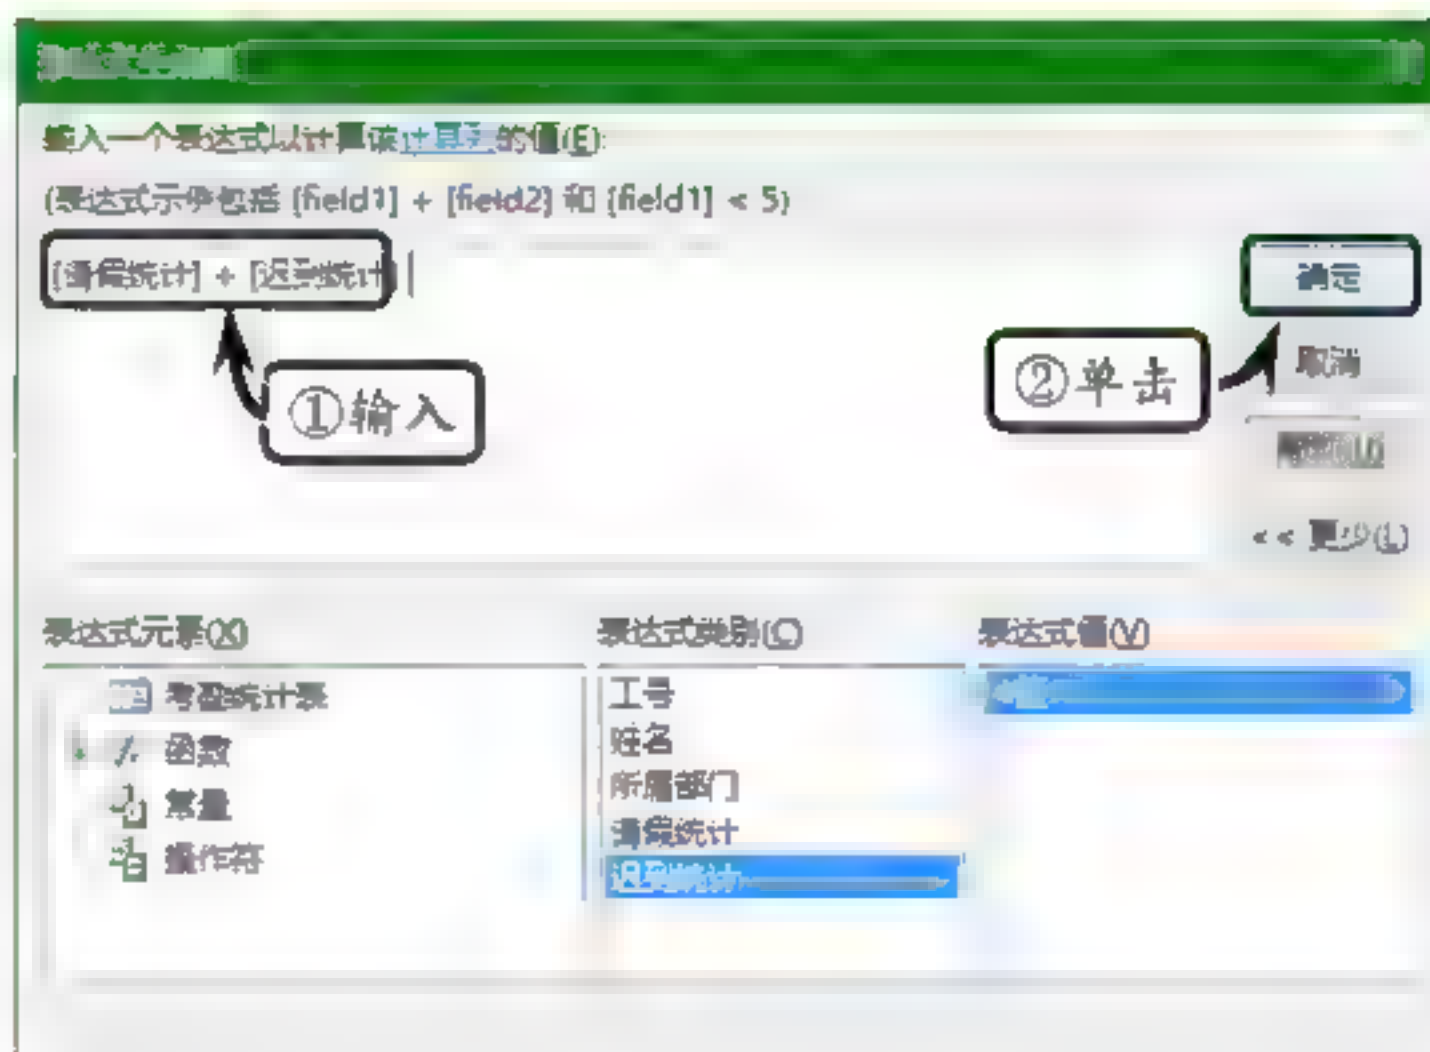 输入一个表达式以计算该计算列的值(E):
(表达式示例包括 [field1] + [field2] 和 [field1] < 5)
[请假统计] + [迟到统计]
确定
①输入
②单击
取消
<< 更少(L)
表达式元素(X)
表达式类别(C)
表达式值(V)
考勤统计表
函数
常量
操作符
工号
姓名
所属部门
请假统计
迟到统计